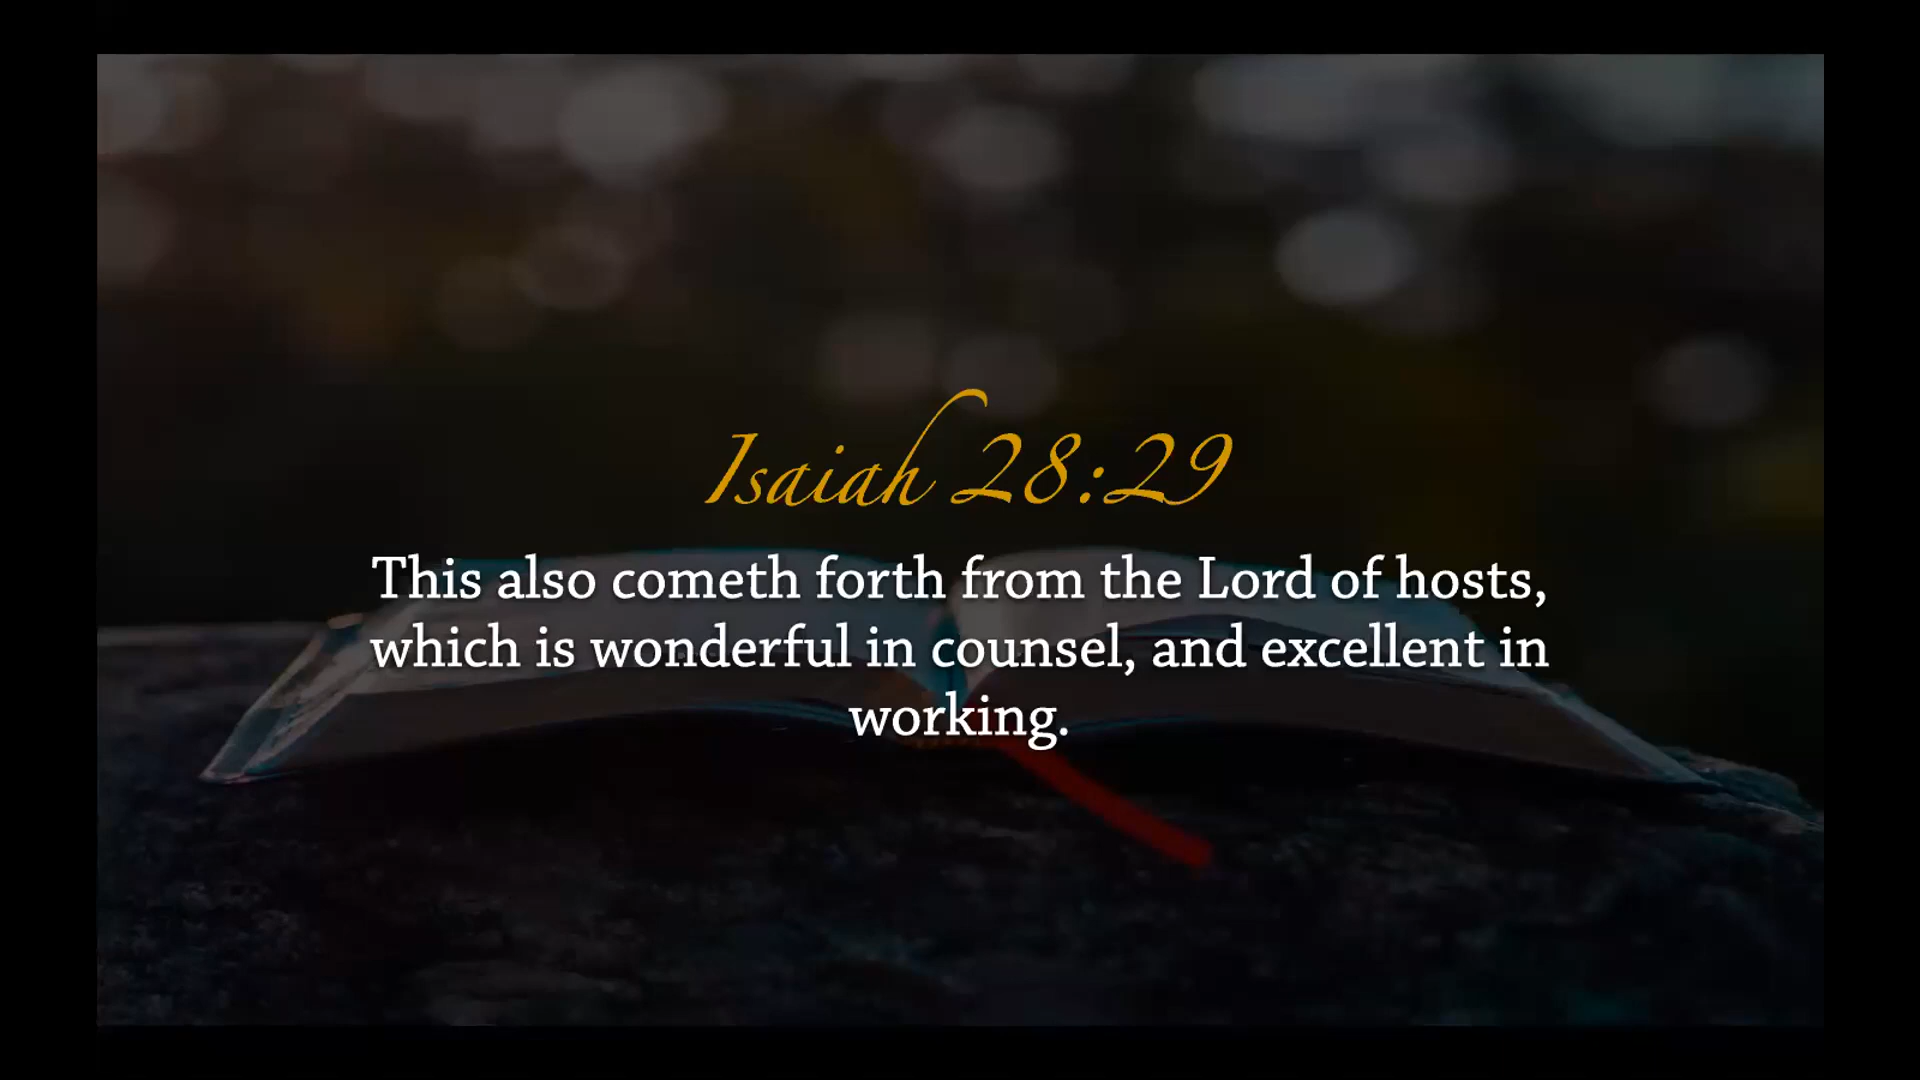 Isaiah 28:29
This also cometh forth from the Lord of hosts,
which is wonderful in counsel, and excellent in
working.